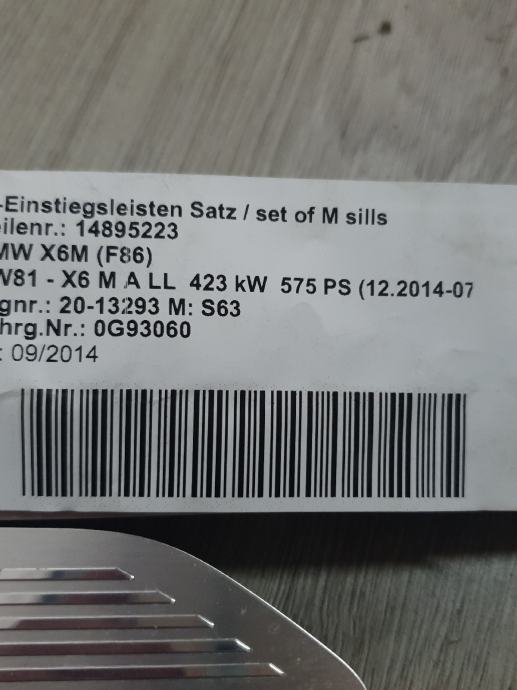 -Einstiegsleisten Satz / set of M sills
eilenr.: 14895223
MW X6M (F86)
W81 - X6 M A LL 423 kW 575 PS (12.2014-07
gnr.: 20-13293 M: S63
hrg.Nr.: 0G93060
: 09/2014